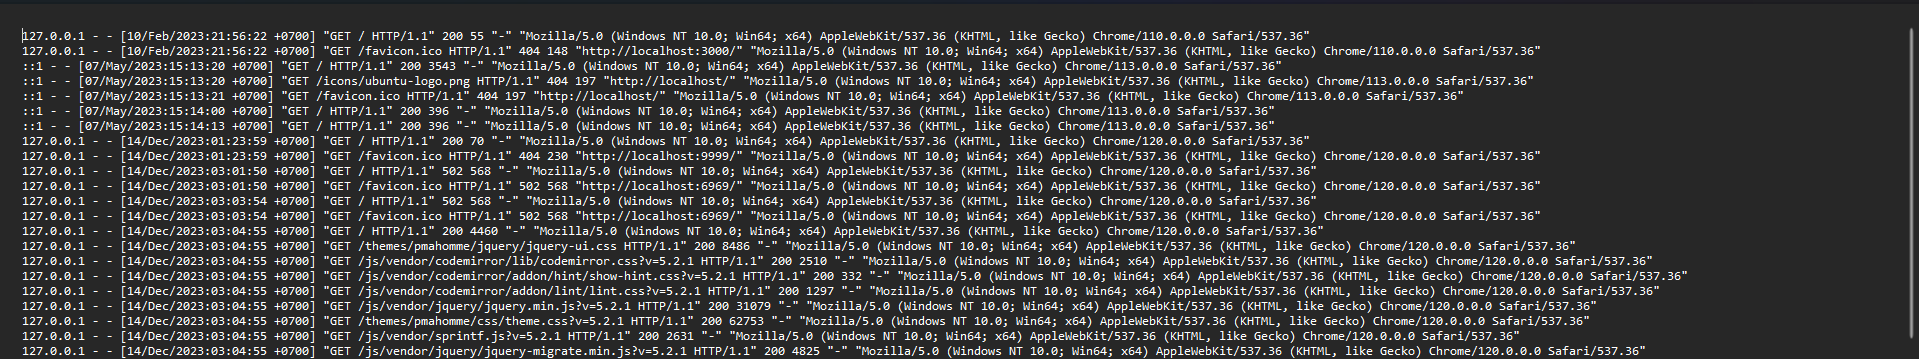 127.0.0.1 - - [10/Feb/2023:21:56:22 +0700] "GET / HTTP/1.1" 200 55 "-" "Mozilla/5.0 (Windows NT 10.0; Win64; x64) AppleWebKit/537.36 (KHTML, like Gecko) Chrome/110.0.0.0 Safari/537.36"
127.0.0.1 - - [10/Feb/2023:21:56:22 +0700] "GET /favicon.ico HTTP/1.1" 404 148 "http://localhost:3000/" "Mozilla/5.0 (Windows NT 10.0; Win64; x64) AppleWebKit/537.36 (KHTML, like Gecko) Chrome/110.0.0.0 Safari/537.36"
::1 - - [07/May/2023:15:13:20 +0700] "GET / HTTP/1.1" 200 3543 "-" "Mozilla/5.0 (Windows NT 10.0; Win64; x64) AppleWebKit/537.36 (KHTML, like Gecko) Chrome/113.0.0.0 Safari/537.36"
::1 - - [07/May/2023:15:13:20 +0700] "GET /icons/ubuntu-logo.png HTTP/1.1" 404 197 "http://localhost/" "Mozilla/5.0 (Windows NT 10.0; Win64; x64) AppleWebKit/537.36 (KHTML, like Gecko) Chrome/113.0.0.0 Safari/537.36"
::1 - - [07/May/2023:15:13:21 +0700] "GET /favicon.ico HTTP/1.1" 404 197 "http://localhost/" "Mozilla/5.0 (Windows NT 10.0; Win64; x64) AppleWebKit/537.36 (KHTML, like Gecko) Chrome/113.0.0.0 Safari/537.36"
::1 - - [07/May/2023:15:14:00 +0700] "GET / HTTP/1.1" 200 396 "-" "Mozilla/5.0 (Windows NT 10.0; Win64; x64) AppleWebKit/537.36 (KHTML, like Gecko) Chrome/113.0.0.0 Safari/537.36"
::1 - - [07/May/2023:15:14:13 +0700] "GET / HTTP/1.1" 200 396 "-" "Mozilla/5.0 (Windows NT 10.0; Win64; x64) AppleWebKit/537.36 (KHTML, like Gecko) Chrome/113.0.0.0 Safari/537.36"
127.0.0.1 - - [14/Dec/2023:01:23:59 +0700] "GET / HTTP/1.1" 200 70 "-" "Mozilla/5.0 (Windows NT 10.0; Win64; x64) AppleWebKit/537.36 (KHTML, like Gecko) Chrome/120.0.0.0 Safari/537.36"
127.0.0.1 - - [14/Dec/2023:01:23:59 +0700] "GET /favicon.ico HTTP/1.1" 404 230 "http://localhost:9999/" "Mozilla/5.0 (Windows NT 10.0; Win64; x64) AppleWebKit/537.36 (KHTML, like Gecko) Chrome/120.0.0.0 Safari/537.36"
127.0.0.1 - - [14/Dec/2023:03:01:50 +0700] "GET / HTTP/1.1" 502 568 "-" "Mozilla/5.0 (Windows NT 10.0; Win64; x64) AppleWebKit/537.36 (KHTML, like Gecko) Chrome/120.0.0.0 Safari/537.36"
127.0.0.1 - - [14/Dec/2023:03:01:50 +0700] "GET /favicon.ico HTTP/1.1" 502 568 "http://localhost:6969/" "Mozilla/5.0 (Windows NT 10.0; Win64; x64) AppleWebKit/537.36 (KHTML, like Gecko) Chrome/120.0.0.0 Safari/537.36"
127.0.0.1 - - [14/Dec/2023:03:03:54 +0700] "GET / HTTP/1.1" 502 568 "-" "Mozilla/5.0 (Windows NT 10.0; Win64; x64) AppleWebKit/537.36 (KHTML, like Gecko) Chrome/120.0.0.0 Safari/537.36"
127.0.0.1 - - [14/Dec/2023:03:03:54 +0700] "GET /favicon.ico HTTP/1.1" 502 568 "http://localhost:6969/" "Mozilla/5.0 (Windows NT 10.0; Win64; x64) AppleWebKit/537.36 (KHTML, like Gecko) Chrome/120.0.0.0 Safari/537.36"
127.0.0.1 - - [14/Dec/2023:03:04:55 +0700] "GET / HTTP/1.1" 200 4460 "-" "Mozilla/5.0 (Windows NT 10.0; Win64; x64) AppleWebKit/537.36 (KHTML, like Gecko) Chrome/120.0.0.0 Safari/537.36"
127.0.0.1 - - [14/Dec/2023:03:04:55 +0700] "GET /themes/pmahomme/jquery/jquery-ui.css HTTP/1.1" 200 8486 "-" "Mozilla/5.0 (Windows NT 10.0; Win64; x64) AppleWebKit/537.36 (KHTML, like Gecko) Chrome/120.0.0.0 Safari/537.36"
127.0.0.1 - - [14/Dec/2023:03:04:55 +0700] "GET /js/vendor/codemirror/lib/codemirror.css?v=5.2.1 HTTP/1.1" 200 2510 "-" "Mozilla/5.0 (Windows NT 10.0; Win64; x64) AppleWebKit/537.36 (KHTML, like Gecko) Chrome/120.0.0.0 Safari/537.36"
127.0.0.1 - - [14/Dec/2023:03:04:55 +0700] "GET /js/vendor/codemirror/addon/hint/show-hint.css?v=5.2.1 HTTP/1.1" 200 332 "-" "Mozilla/5.0 (Windows NT 10.0; Win64; x64) AppleWebKit/537.36 (KHTML, like Gecko) Chrome/120.0.0.0 Safari/537.36"
127.0.0.1 - - [14/Dec/2023:03:04:55 +0700] "GET /js/vendor/codemirror/addon/lint/lint.css?v=5.2.1 HTTP/1.1" 200 1297 "-" "Mozilla/5.0 (Windows NT 10.0; Win64; x64) AppleWebKit/537.36 (KHTML, like Gecko) Chrome/120.0.0.0 Safari/537.36"
127.0.0.1 - - [14/Dec/2023:03:04:55 +0700] "GET /js/vendor/jquery/jquery.min.js?v=5.2.1 HTTP/1.1" 200 31079 "-" "Mozilla/5.0 (Windows NT 10.0; Win64; x64) AppleWebKit/537.36 (KHTML, like Gecko) Chrome/120.0.0.0 Safari/537.36"
127.0.0.1 - - [14/Dec/2023:03:04:55 +0700] "GET /themes/pmahomme/css/theme.css?v=5.2.1 HTTP/1.1" 200 62753 "-" "Mozilla/5.0 (Windows NT 10.0; Win64; x64) AppleWebKit/537.36 (KHTML, like Gecko) Chrome/120.0.0.0 Safari/537.36"
127.0.0.1 - - [14/Dec/2023:03:04:55 +0700] "GET /js/vendor/sprintf.js?v=5.2.1 HTTP/1.1" 200 2631 "-" "Mozilla/5.0 (Windows NT 10.0; Win64; x64) AppleWebKit/537.36 (KHTML, like Gecko) Chrome/120.0.0.0 Safari/537.36"
127.0.0.1 - - [14/Dec/2023:03:04:55 +0700] "GET /js/vendor/jquery/jquery-migrate.min.js?v=5.2.1 HTTP/1.1" 200 4825 "-" "Mozilla/5.0 (Windows NT 10.0; Win64; x64) AppleWebKit/537.36 (KHTML, like Gecko) Chrome/120.0.0.0 Safari/537.36"